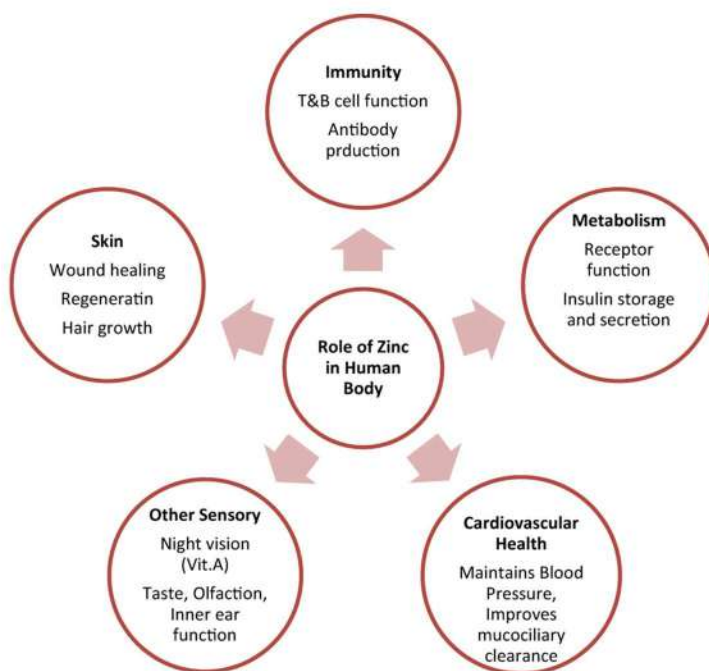 Immunity
T&B cell function
Antibody
prduction
Metabolism
Receptor
function
Insulin storage
and secretion
Skin
Wound healing
Regeneratin
Hair growth
Role of Zinc
in Human
Body
Other Sensory
Night vision
(Vit.A)
Taste, Olfaction,
Inner ear
function
Cardiovascular
Health
Maintains Blood
Pressure,
Improves
mucociliary
clearance